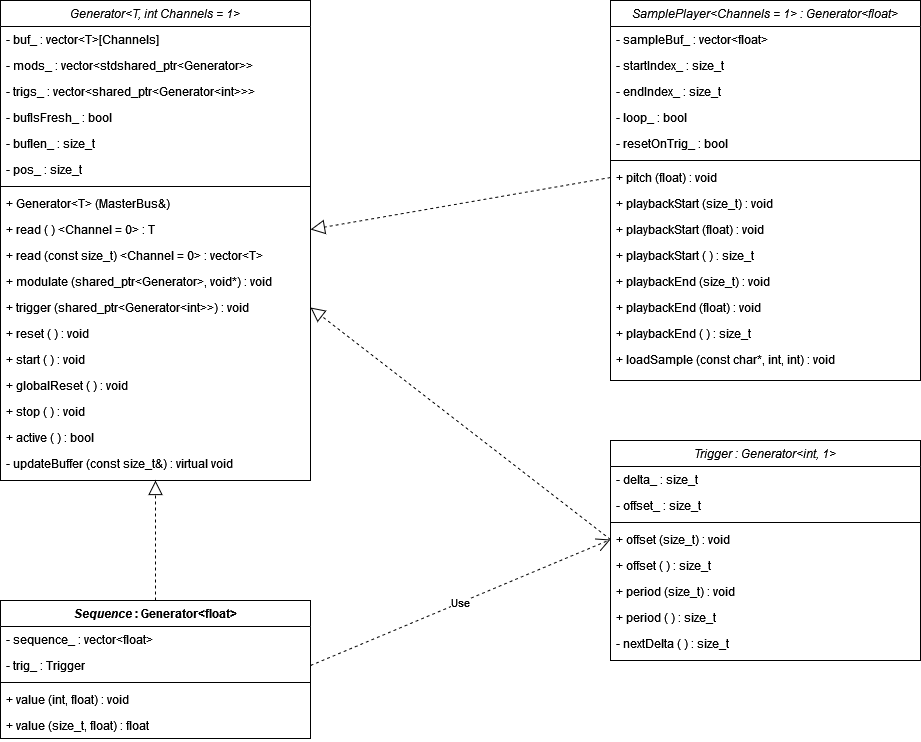 Generator<T, int Channels = 1>
- buf_ : vector<T>[Channels]
- mods_ : vector<stdshared_ptr<Generator>>
- trigs_ : vector<shared_ptr<Generator<int>>>
- bufIsFresh_ : bool
- buflen_ : size_t
- pos_ : size_t
+ Generator<T> (MasterBus&)
+ read ( ) <Channel = 0> : T
+ read (const size_t) <Channel = 0> : vector<T>
+ modulate (shared_ptr<Generator>, void*) : void
+ trigger (shared_ptr<Generator<int>>) : void
+ reset ( ) : void
+ start ( ) : void
+ globalReset ( ) : void
+ stop ( ) : void
+ active ( ) : bool
- updateBuffer (const size_t&) : virtual void
SamplePlayer<Channels = 1> : Generator<float>
- sampleBuf_ : vector<float>
- startIndex_ : size_t
- endIndex_ : size_t
- loop_ : bool
- resetOnTrig_ : bool
+ pitch (float) : void
+ playbackStart (size_t) : void
+ playbackStart (float) : void
+ playbackStart ( ) : size_t
+ playbackEnd (size_t) : void
+ playbackEnd (float) : void
+ playbackEnd ( ) : size_t
+ loadSample (const char*, int, int) : void
Trigger : Generator<int, 1>
- delta_ : size_t
- offset_ : size_t
+ offset (size_t) : void
+ offset ( ) : size_t
+ period (size_t) : void
+ period ( ) : size_t
- nextDelta ( ) : size_t
Use
Sequence : Generator<float>
- sequence_ : vector<float>
- trig_ : Trigger
+ value (int, float) : void
+ value (size_t, float) : float